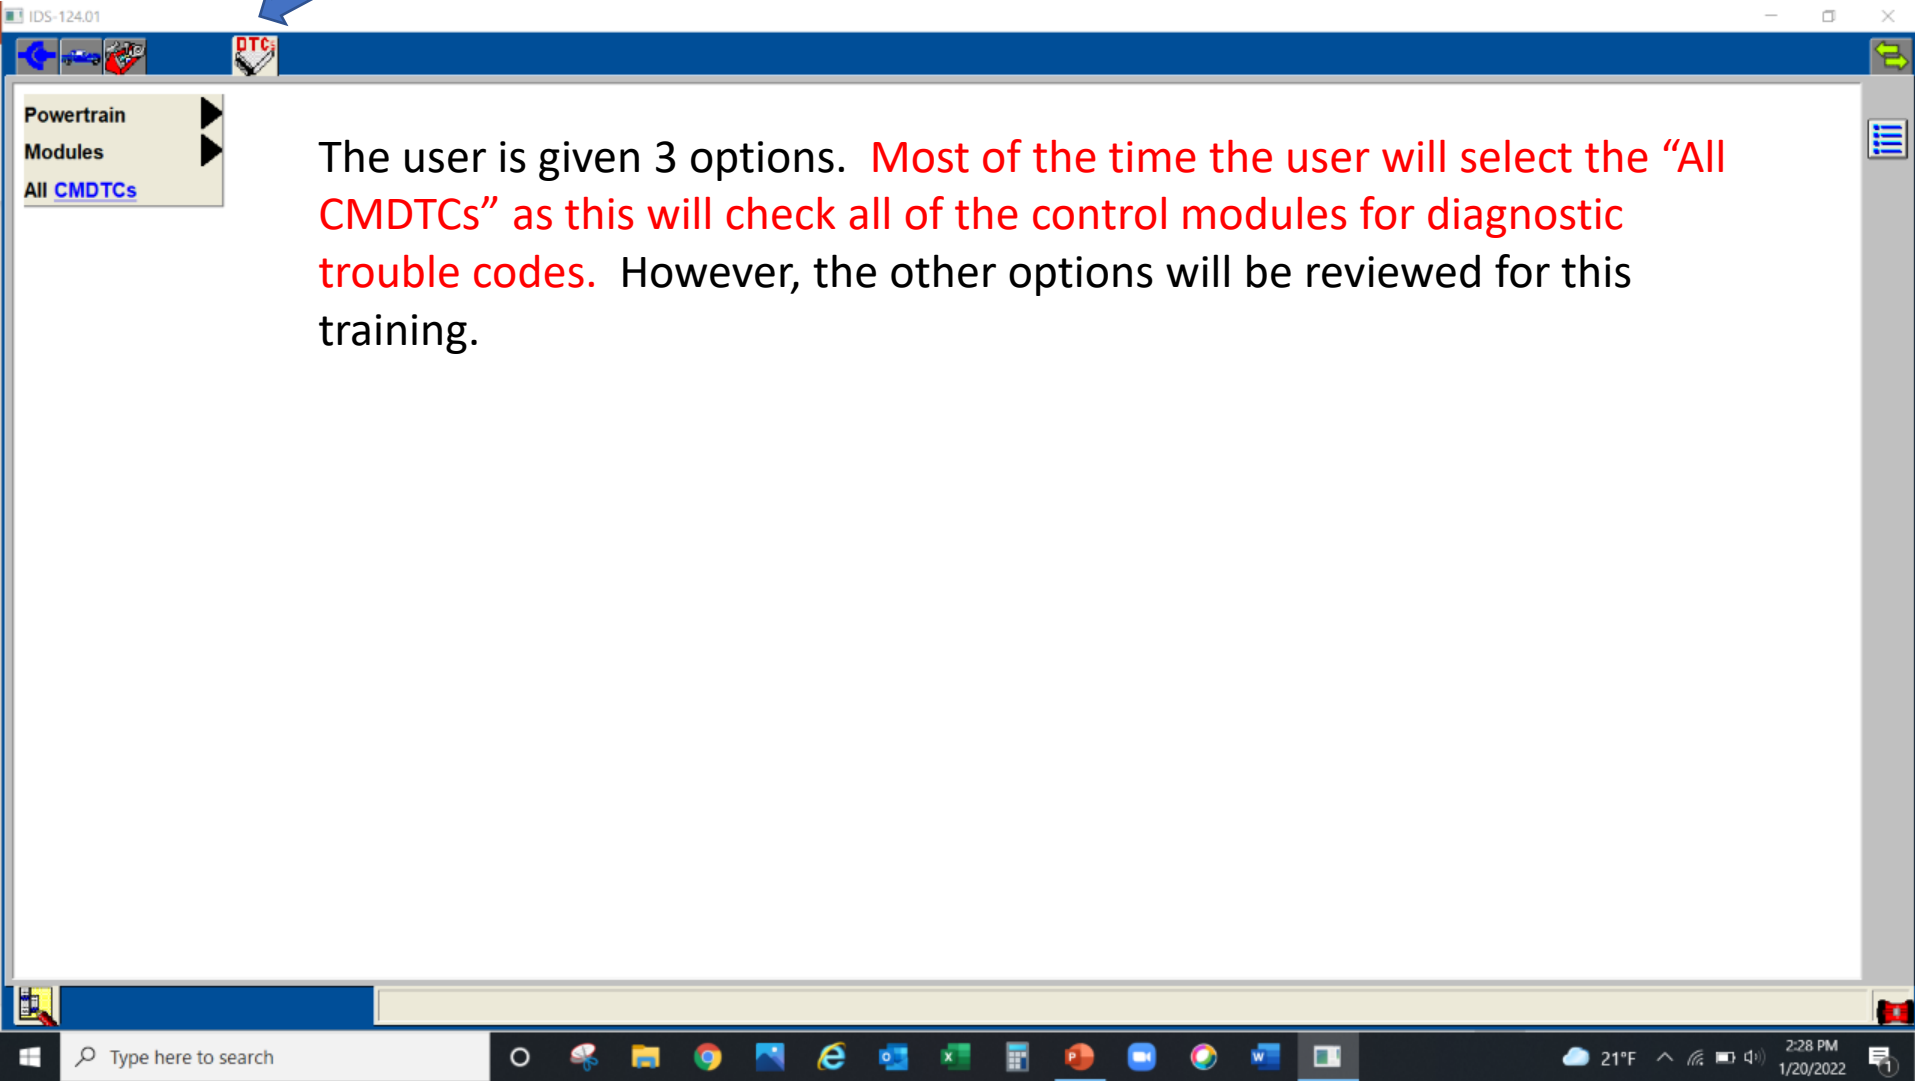 IDS-124.01
DTCs
Powertrain
Modules
All CMDTCs
The user is given 3 options. Most of the time the user will select the “All
CMDTCs” as this will check all of the control modules for diagnostic
trouble codes. However, the other options will be reviewed for this
training.
Type here to search
21°F
2:28 PM
1/20/2022
1